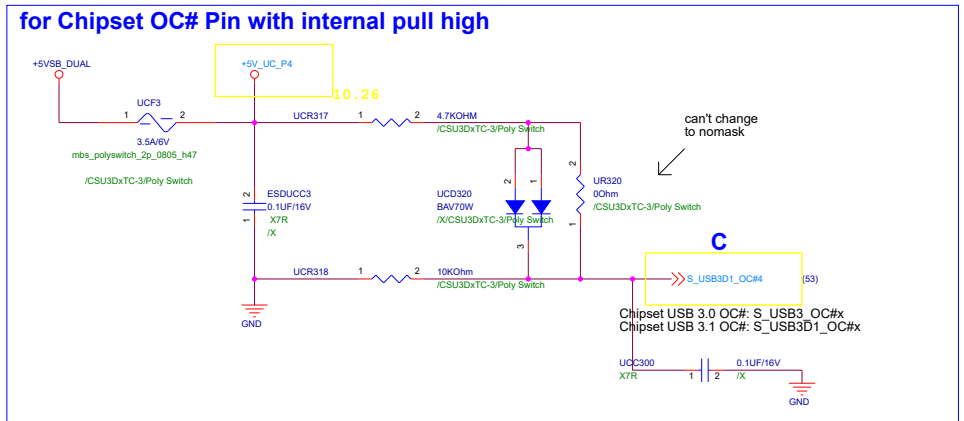 for Chipset OC# Pin with internal pull high
+5VSB_DUAL
+5V_UC_P4
10.26
UCF3
1 2
3.5A/6V
mbs_polyswitch_2p_0805_h47
/CSU3DxTC-3/Poly Switch
UCR317 1 2 4.7KOHM
/CSU3DxTC-3/Poly Switch
can't change
to nomask
2 ESDUCC3
0.1UF/16V
1 X7R
/X
UCD320
BAV70W
/X/CSU3DxTC-3/Poly Switch
2 1
3
2
UR320
0Ohm
/CSU3DxTC-3/Poly Switch
1
UCR318 1 2 10KOhm
/CSU3DxTC-3/Poly Switch
GND
C
S_USB3D1_OC#4 (53)
Chipset USB 3.0 OC#: S_USB3_OC#x
Chipset USB 3.1 OC#: S_USB3D1_OC#x
UCC300 0.1UF/16V
X7R 1 2 /X
GND